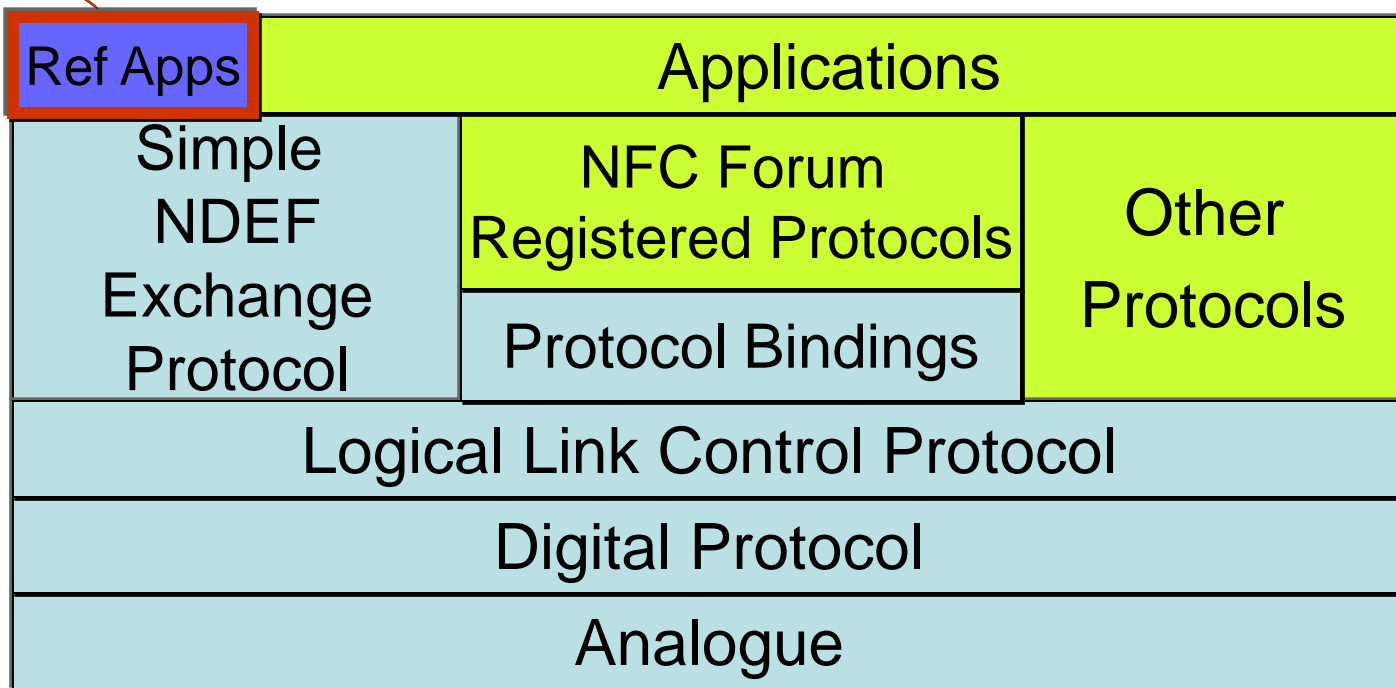 Ref Apps
Applications
Simple
NDEF
Exchange
Protocol
NFC Forum
Registered Protocols
Protocol Bindings
Other
Protocols
Logical Link Control Protocol
Digital Protocol
Analogue